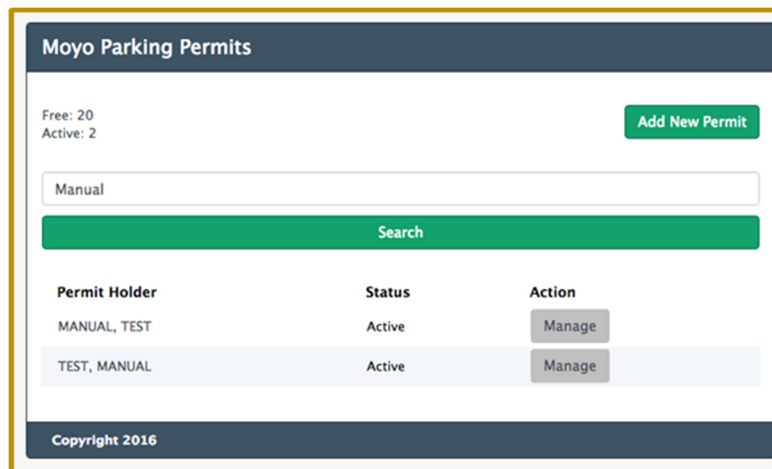 Moyo Parking Permits
Free: 20
Active: 2
Add New Permit
Manual
Search
Permit Holder Status Action
MANUAL, TEST Active Manage
TEST, MANUAL Active Manage
Copyright 2016